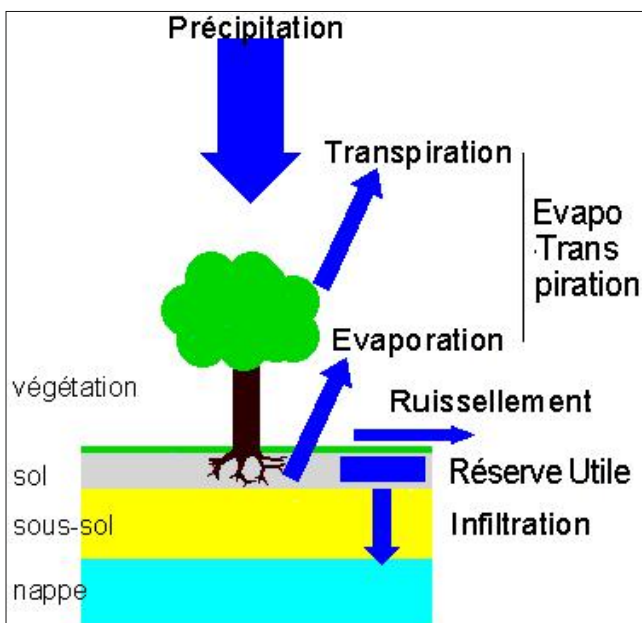 Précipitation
Transpiration
Evapo
.Trans
piration
Evaporation
végétation
Ruissellement
sol
Réserve Utile
sous-sol
Infiltration
nappe